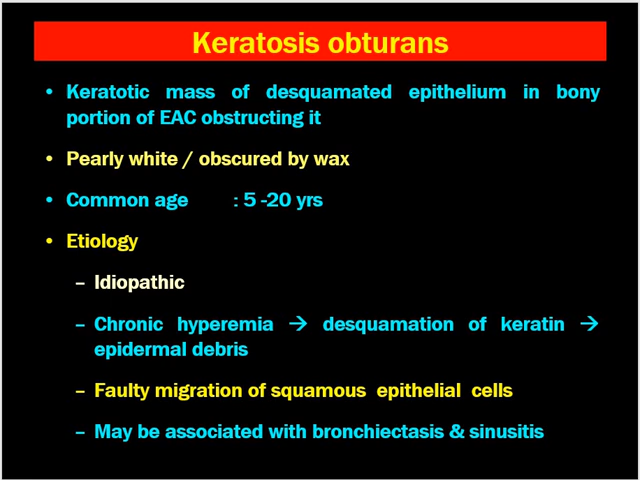 Keratosis obturans
• Keratotic mass of desquamated epithelium in bony
portion of EAC obstructing it
• Pearly white / obscured by wax
• Common age : 5 -20 yrs
• Etiology
– Idiopathic
– Chronic hyperemia → desquamation of keratin →
epidermal debris
– Faulty migration of squamous epithelial cells
– May be associated with bronchiectasis & sinusitis